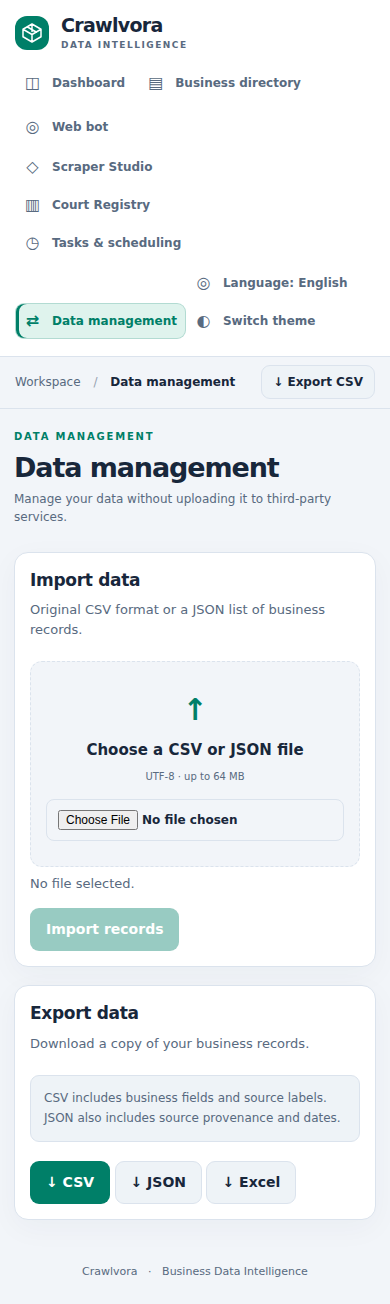 Crawlvora
DATA INTELLIGENCE
Dashboard
Business directory
Web bot
Scraper Studio
Court Registry
Tasks & scheduling
Language: English
Data management
Switch theme
Workspace / Data management
↓ Export CSV
DATA MANAGEMENT
Data management
Manage your data without uploading it to third-party
services.
Import data
Original CSV format or a JSON list of business
records.
↑
Choose a CSV or JSON file
UTF-8 · up to 64 MB
Choose File No file chosen
No file selected.
Import records
Export data
Download a copy of your business records.
CSV includes business fields and source labels.
JSON also includes source provenance and dates.
↓ CSV
↓ JSON
↓ Excel
Crawlvora · Business Data Intelligence